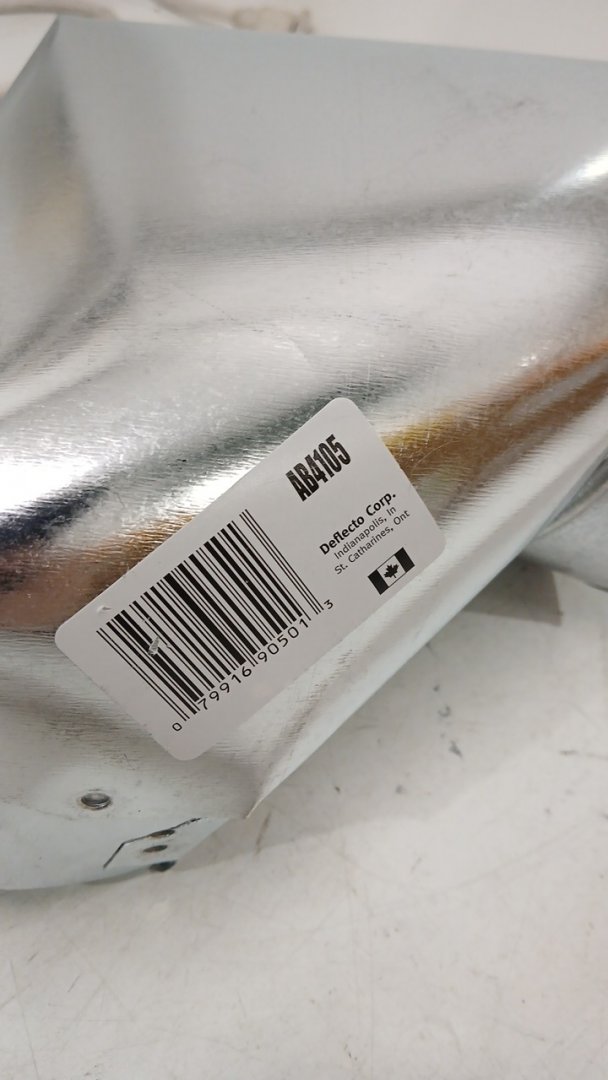 AB4105
Deflecto Corp.
Indianapolis, In
St. Catharines, Ont
0 79916 90501 3